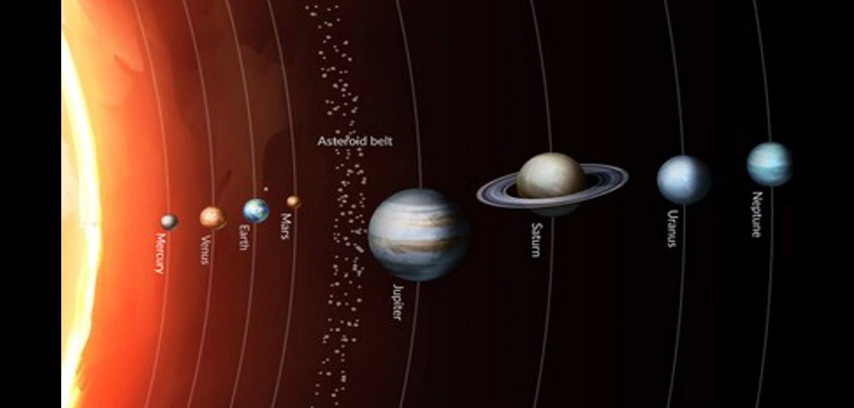 Asteroid belt
Mercury
Venus
Earth
Mars
Jupiter
Saturn
Uranus
Neptune